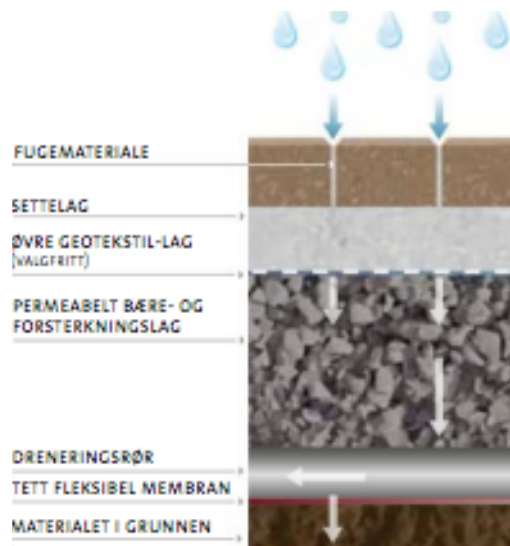 FUGEMATERIALE
SETTELAG
ØVRE GEOTEKSTIL-LAG
(VALGFRITT)
PERMEABELT BÆRE- OG
FORSTERKNINGSLAG
DRENERINGSRØR
TETT FLEKSIBEL MEMBRAN
MATERIALET I GRUNNEN